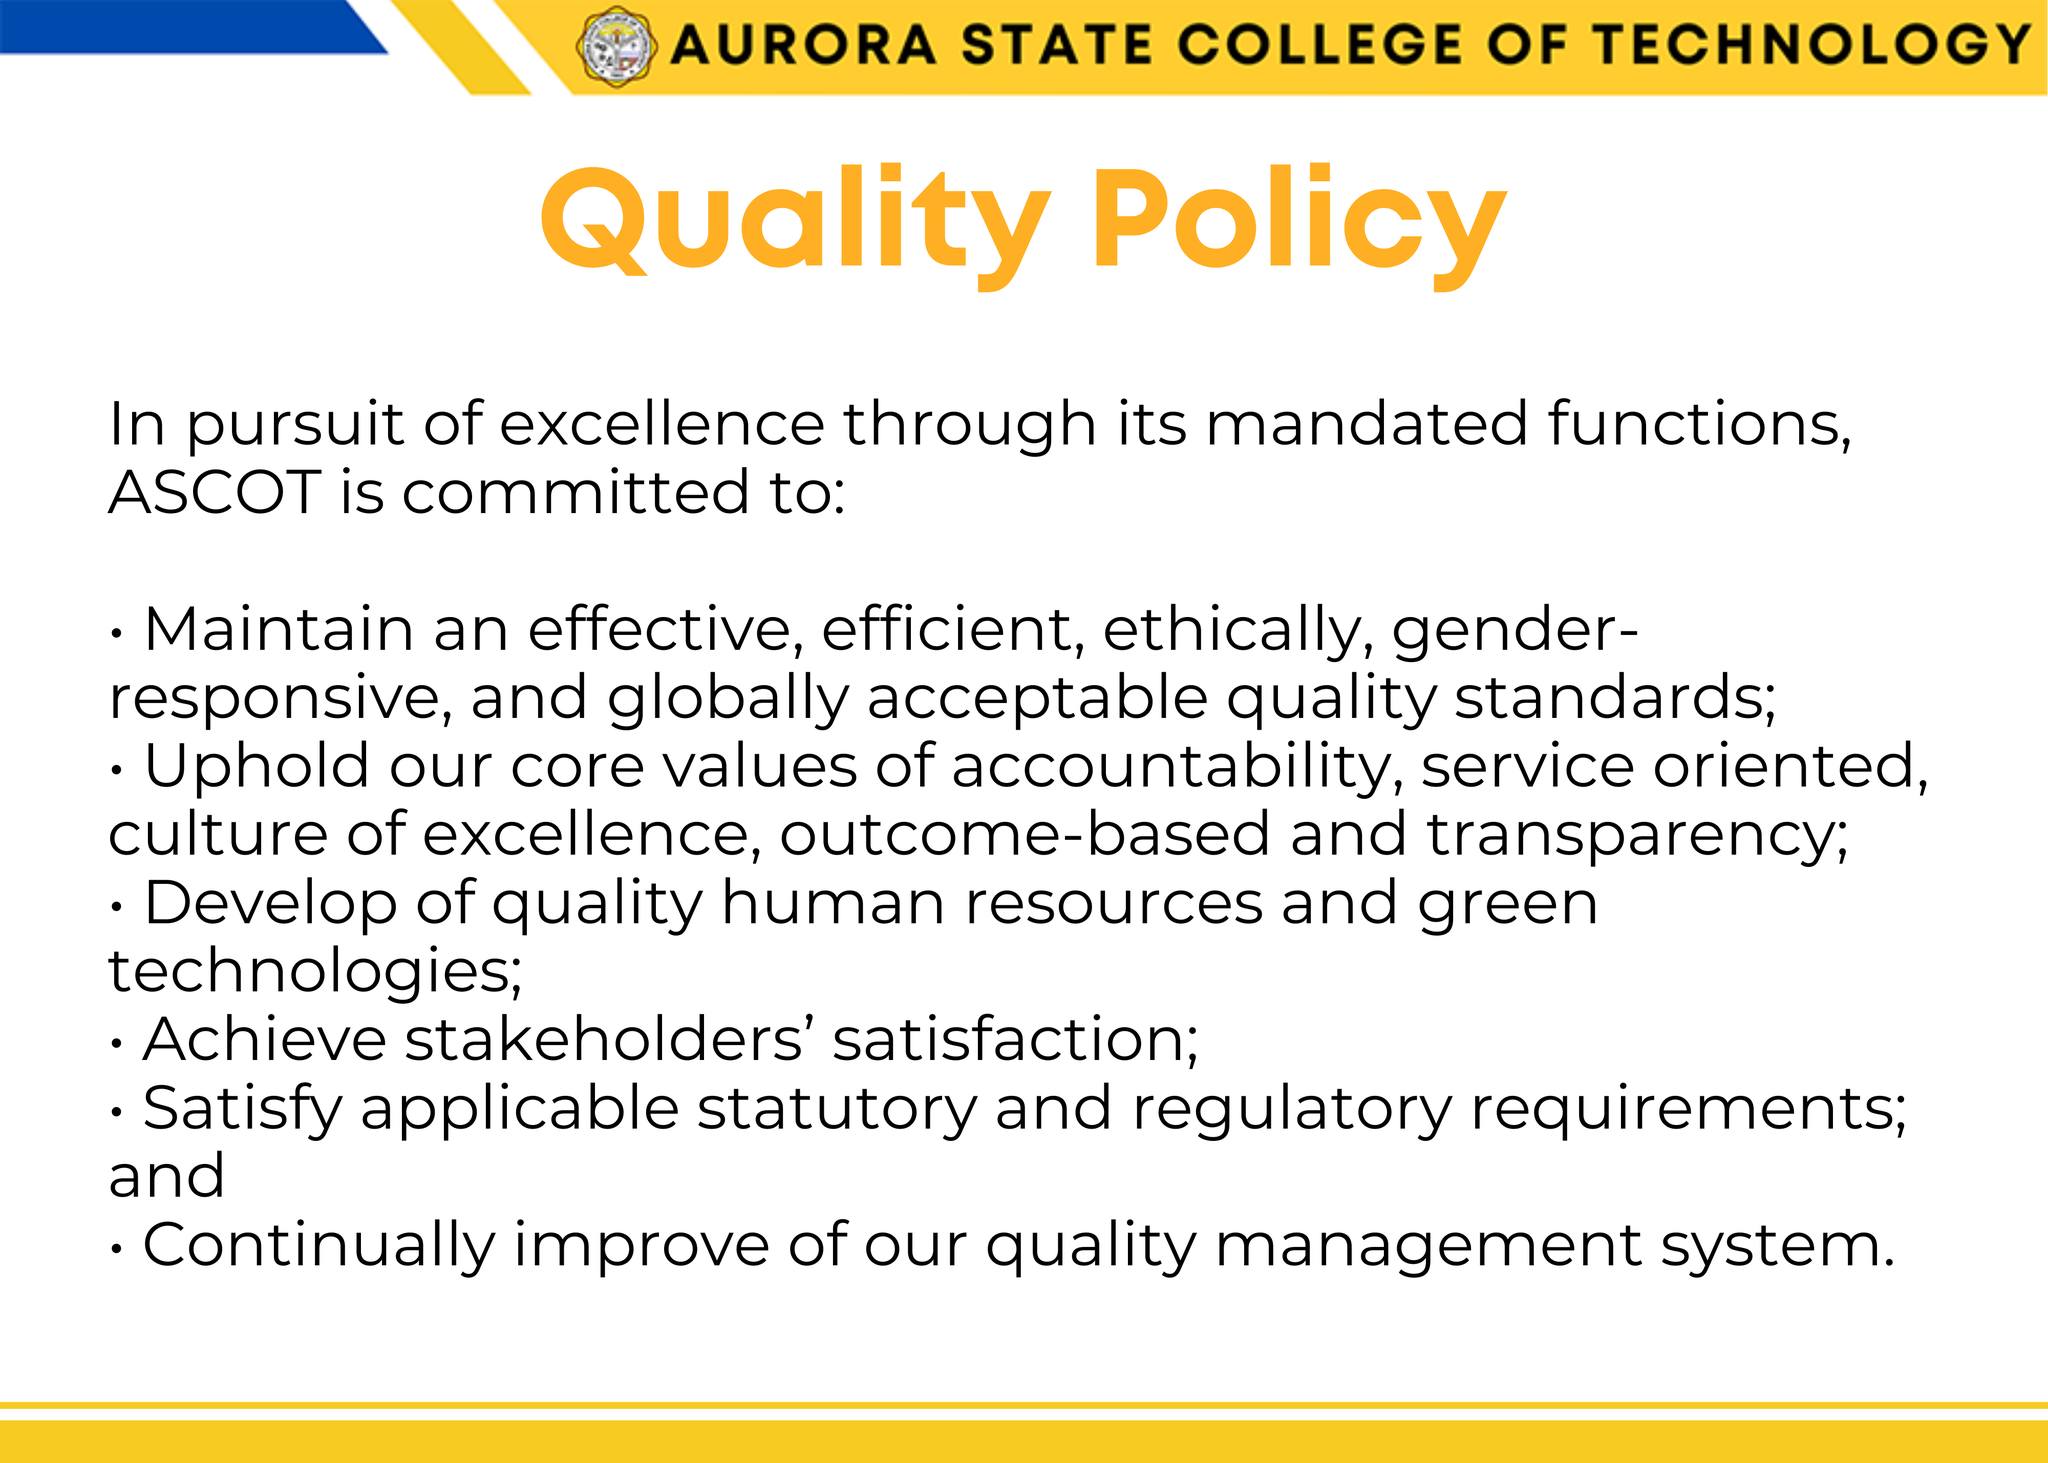 AURORA STATE COLLEGE OF TECHNOLOGY
Quality Policy
In pursuit of excellence through its mandated functions,
ASCOT is committed to:
• Maintain an effective, efficient, ethically, gender-
responsive, and globally acceptable quality standards;
• Uphold our core values of accountability, service oriented,
culture of excellence, outcome-based and transparency;
• Develop of quality human resources and green
technologies;
• Achieve stakeholders’ satisfaction;
• Satisfy applicable statutory and regulatory requirements;
and
• Continually improve of our quality management system.